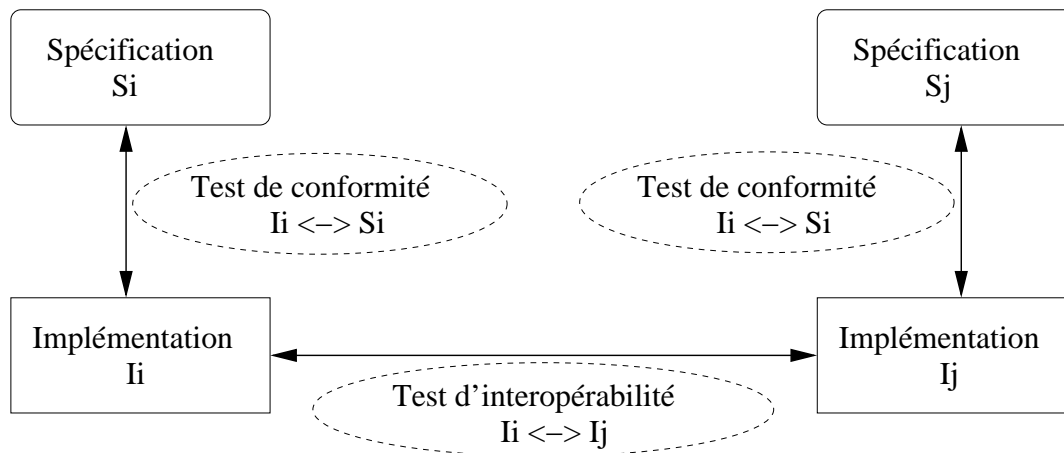 Spécification
Si
Spécification
Sj
Test de conformité
Ii <−> Si
Test de conformité
Ii <−> Si
Implémentation
Ii
Implémentation
Ij
Test d’interopérabilité
Ii <−> Ij